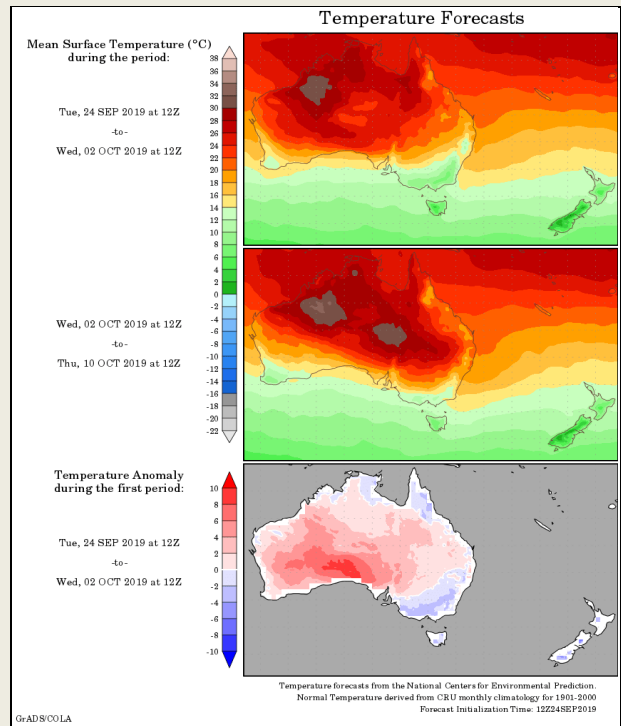 Temperature Forecasts
Mean Surface Temperature (°C)
during the period:
Tue, 24 SEP 2019 at 12Z
-to-
Wed, 02 OCT 2019 at 12Z
38
36
34
32
30
28
26
24
22
20
18
16
14
12
10
8
6
4
2
0
-2
-4
-6
-8
-10
-12
-14
-16
-18
-20
-22
Wed, 02 OCT 2019 at 12Z
-to-
Thu, 10 OCT 2019 at 12Z
Temperature Anomaly
during the first period:
Tue, 24 SEP 2019 at 12Z
-to-
Wed, 02 OCT 2019 at 12Z
10
8
6
4
2
0
-2
-4
-6
-8
-10
Temperature forecasts from the National Centers for Environmental Prediction.
Normal Temperature derived from CRU monthly climatology for 1901-2000
Forecast Initialization Time: 12Z24SEP2019
GrADS/COLA